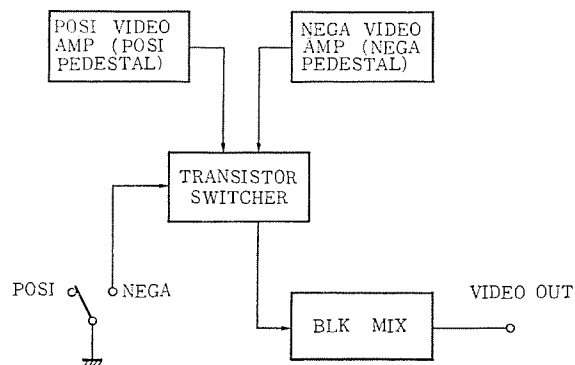 POSI VIDEO
AMP (POSI
PEDESTAL)
NEGA VIDEO
AMP (NEGA
PEDESTAL)
TRANSISTOR
SWITCHER
POSI
NEGA
BLK MIX
VIDEO OUT